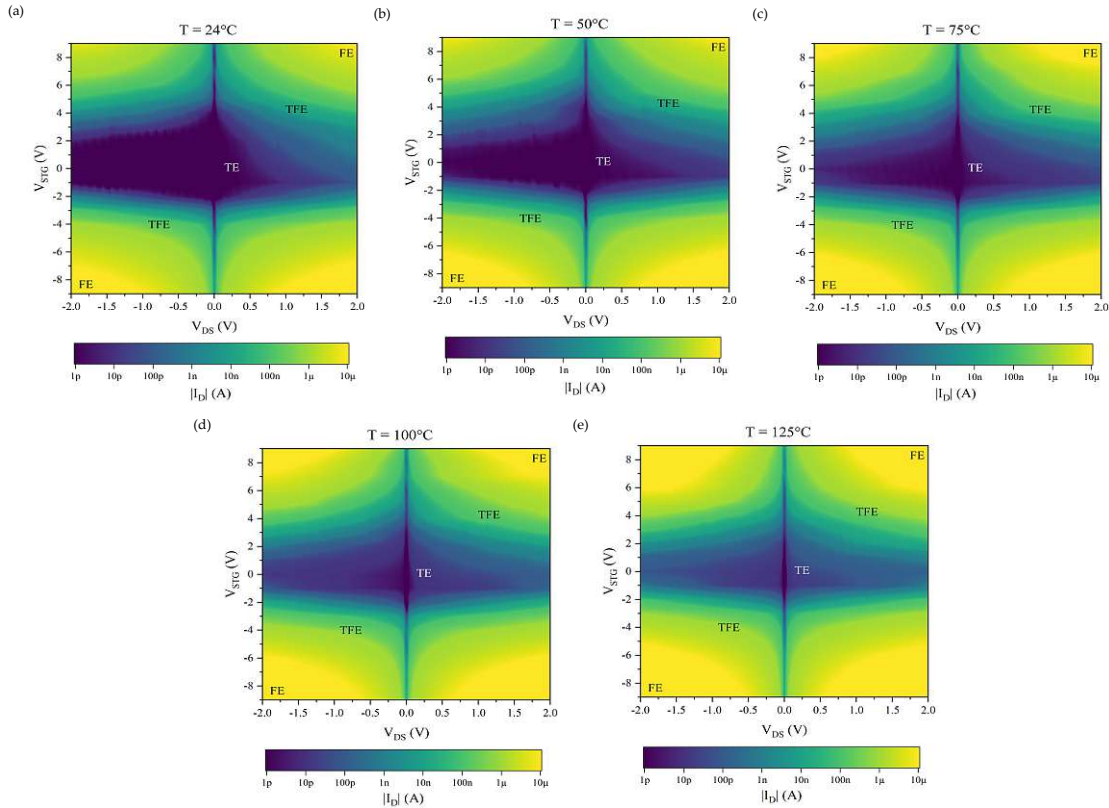 (a)
T = 24°C
FE
TFE
TE
TFE
FE
8
6
4
2
0
-2
-4
-6
-8
V_STG (V)
-2.0 -1.5 -1.0 -0.5 0.0 0.5 1.0 1.5 2.0
V_DS (V)
1p 10p 100p 1n 10n 100n 1µ 10µ
|I_D| (A)
(b)
T = 50°C
FE
TFE
TE
TFE
FE
8
6
4
2
0
-2
-4
-6
-8
V_STG (V)
-2.0 -1.5 -1.0 -0.5 0.0 0.5 1.0 1.5 2.0
V_DS (V)
1p 10p 100p 1n 10n 100n 1µ 10µ
|I_D| (A)
(c)
T = 75°C
FE
TFE
TE
TFE
FE
8
6
4
2
0
-2
-4
-6
-8
V_STG (V)
-2.0 -1.5 -1.0 -0.5 0.0 0.5 1.0 1.5 2.0
V_DS (V)
1p 10p 100p 1n 10n 100n 1µ 10µ
|I_D| (A)
(d)
T = 100°C
FE
TFE
TE
TFE
FE
8
6
4
2
0
-2
-4
-6
-8
V_STG (V)
-2.0 -1.5 -1.0 -0.5 0.0 0.5 1.0 1.5 2.0
V_DS (V)
1p 10p 100p 1n 10n 100n 1µ 10µ
|I_D| (A)
(e)
T = 125°C
FE
TFE
TE
TFE
FE
8
6
4
2
0
-2
-4
-6
-8
V_STG (V)
-2.0 -1.5 -1.0 -0.5 0.0 0.5 1.0 1.5 2.0
V_DS (V)
1p 10p 100p 1n 10n 100n 1µ 10µ
|I_D| (A)